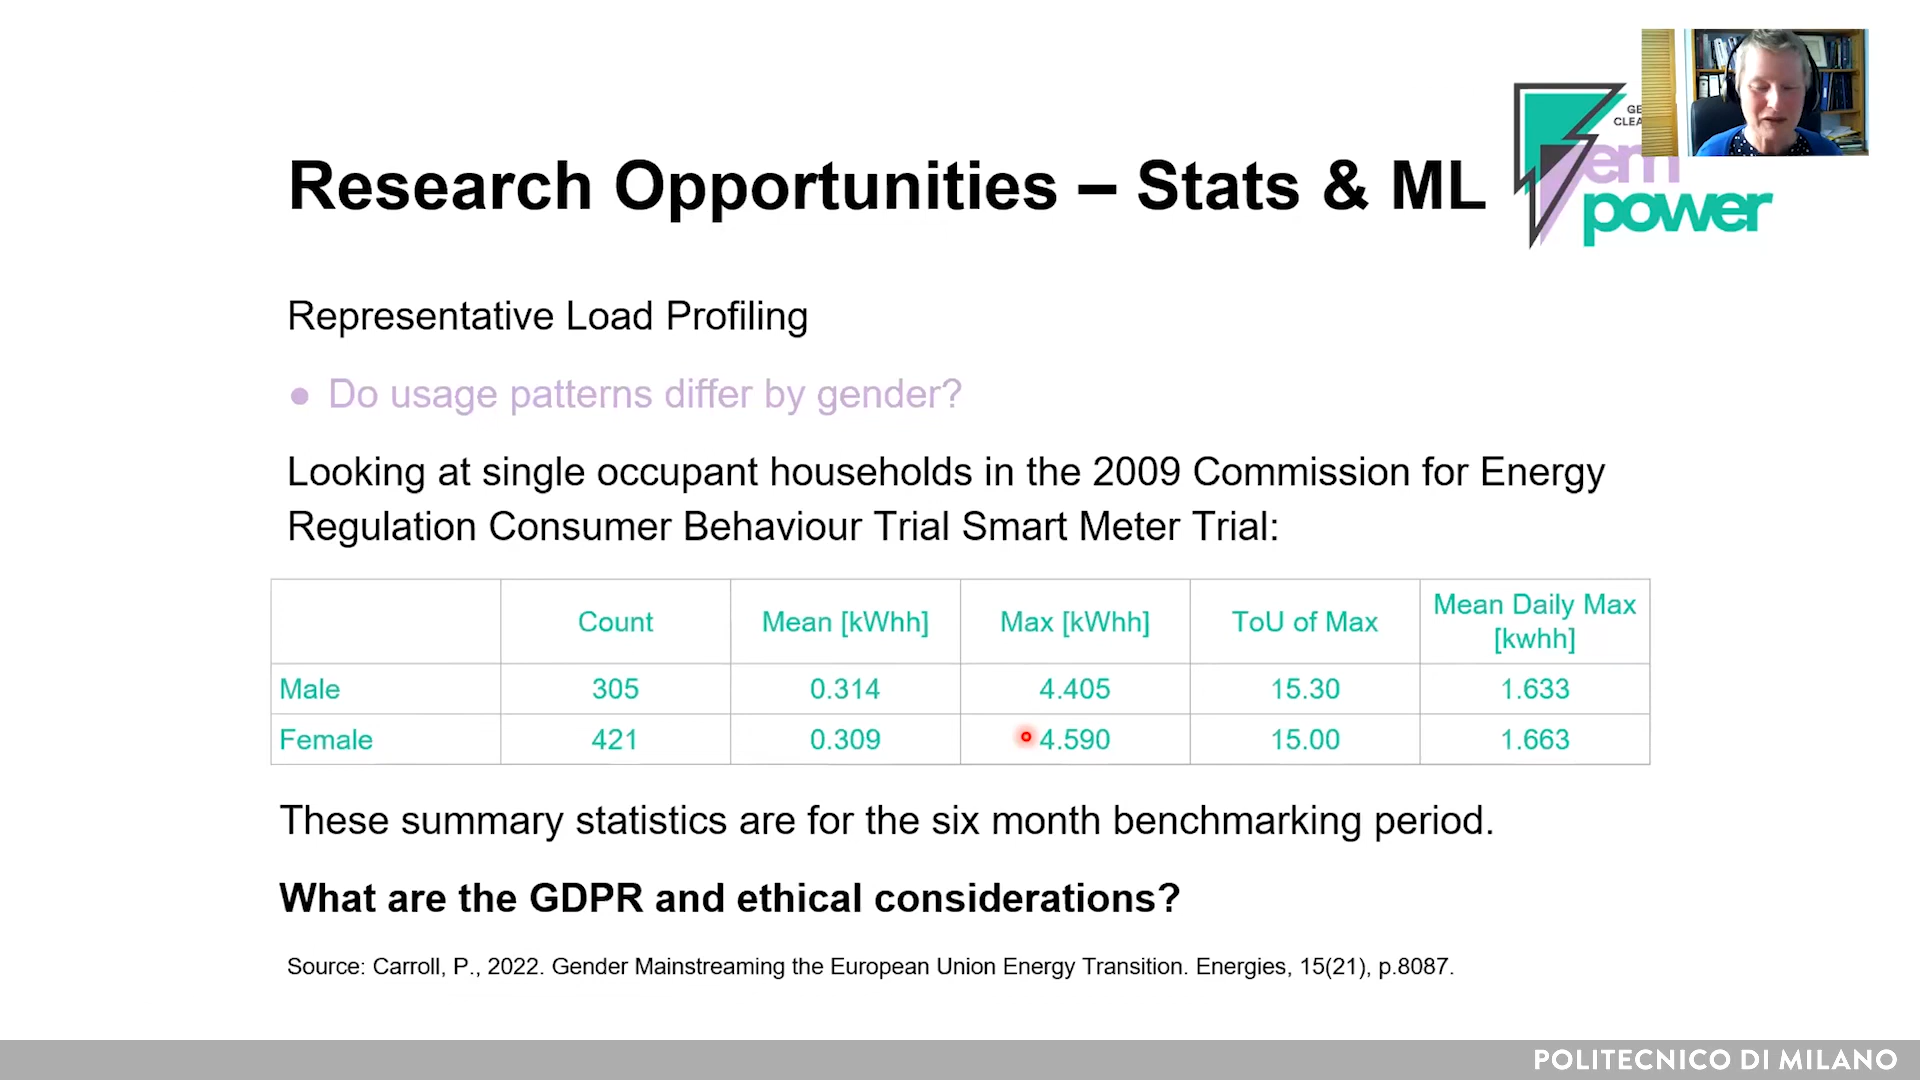 GE
CLEA
Research Opportunities – Stats & ML
em
power
Representative Load Profiling
● Do usage patterns differ by gender?
Looking at single occupant households in the 2009 Commission for Energy
Regulation Consumer Behaviour Trial Smart Meter Trial:
Count Mean [kWhh] Max [kWhh] ToU of Max Mean Daily Max [kwhh]
Male 305 0.314 4.405 15.30 1.633
Female 421 0.309 4.590 15.00 1.663
These summary statistics are for the six month benchmarking period.
What are the GDPR and ethical considerations?
Source: Carroll, P., 2022. Gender Mainstreaming the European Union Energy Transition. Energies, 15(21), p.8087.
POLITECNICO DI MILANO